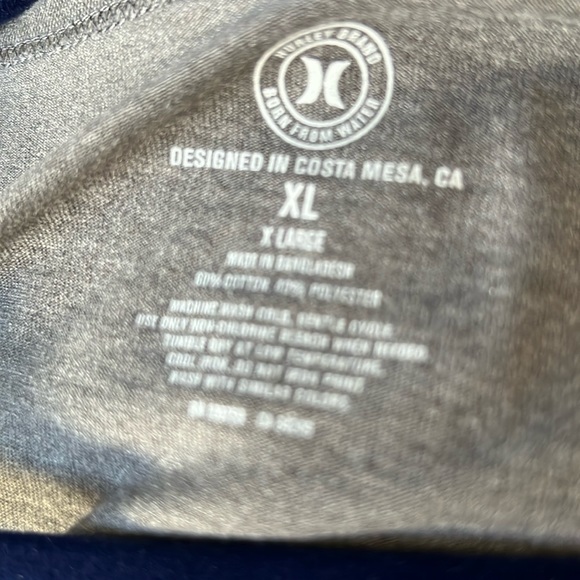 HURLEY BRAND
BORN FROM WATER
DESIGNED IN COSTA MESA, CA
XL
X LARGE
MADE IN BANGLADESH
60% COTTON, 40% POLYESTER
MACHINE WASH COLD, GENTLE CYCLE.
USE ONLY NON-CHLORINE BLEACH WHEN NEEDED.
TUMBLE DRY AT LOW TEMPERATURE.
COOL IRON. DO NOT IRON PRINT.
WASH WITH SIMILAR COLORS.